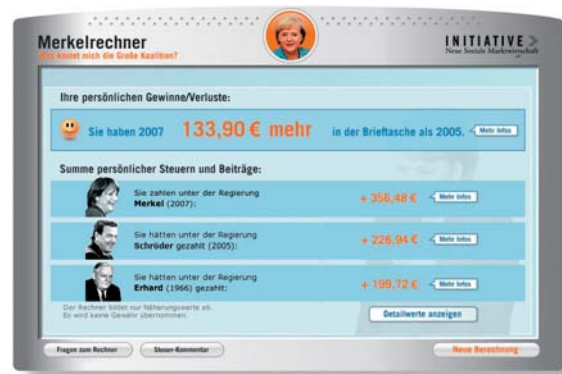 Merkelrechner
Was kostet mich die Große Koalition?
INITIATIVE
Neue Soziale Marktwirtschaft
Ihre persönlichen Gewinne/Verluste:
Sie haben 2007 133,90 € mehr in der Brieftasche als 2005. Mehr Infos
Summe persönlicher Steuern und Beiträge:
Sie zahlen unter der Regierung
Merkel (2007): + 356,48 € Mehr Infos
Sie hätten unter der Regierung
Schröder gezahlt (2005): + 226,94 € Mehr Infos
Sie hätten unter der Regierung
Erhard (1966) gezahlt: + 199,72 € Mehr Infos
Der Rechner bildet nur Näherungswerte ab.
Es wird keine Gewähr übernommen.
Detailwerte anzeigen
Fragen zum Rechner
Steuer-Kommentar
Neue Berechnung